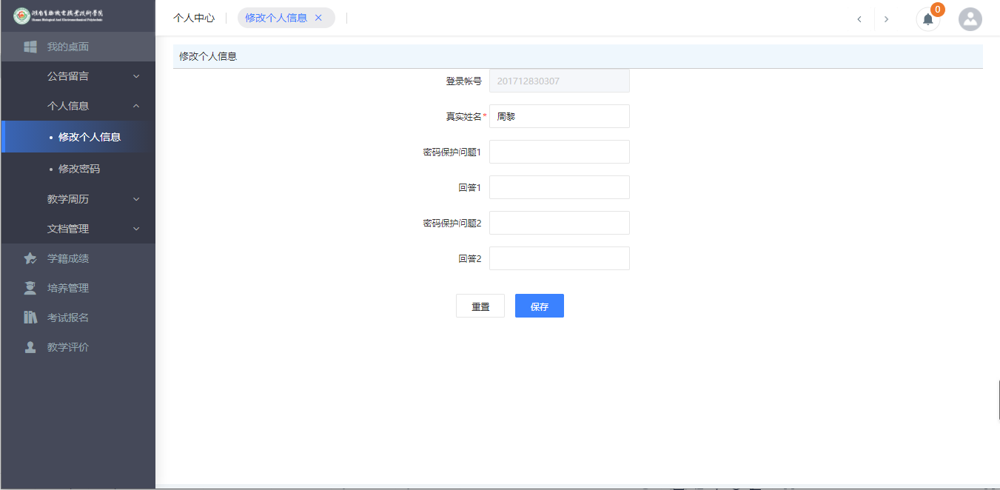 湖南生物机电职业技术学院
Hunan Biological And Electromechanical Polytechnic
个人中心
修改个人信息
0
我的桌面
公告留言
个人信息
修改个人信息
修改密码
教学周历
文档管理
学籍成绩
培养管理
考试报名
教学评价
修改个人信息
登录帐号 201712830307
真实姓名* 周黎
密码保护问题1
回答1
密码保护问题2
回答2
重置 保存